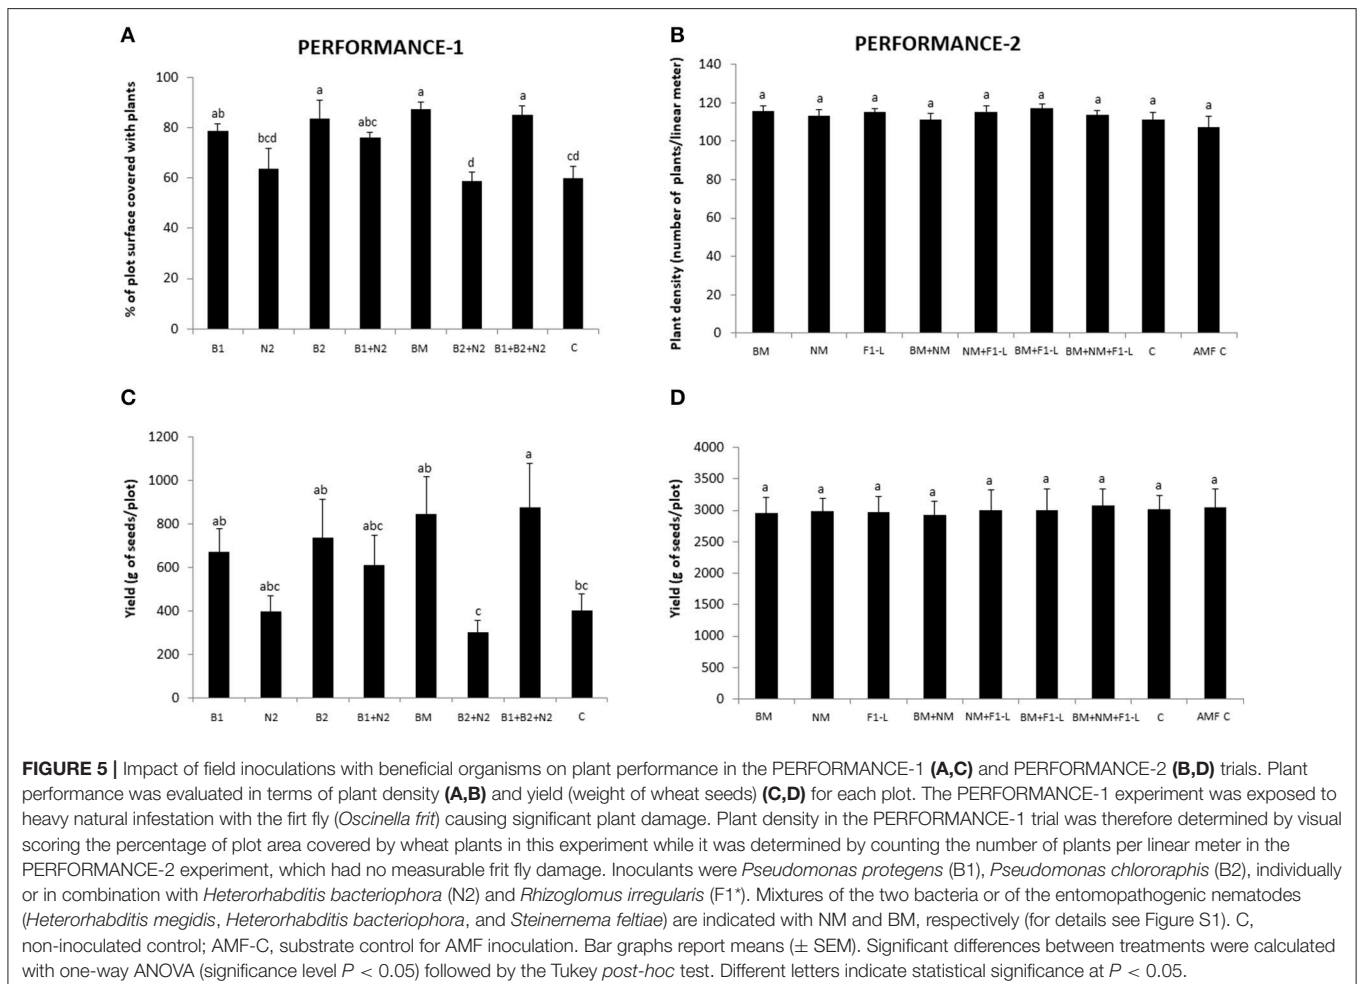 A
PERFORMANCE-1
% of plot surface covered with plants
100
80
60
40
20
0
ab
bcd
a
abc
a
d
a
cd
B1 N2 B2 B1+N2 BM B2+N2 B1+B2+N2 C
B
PERFORMANCE-2
Plant density (number of plants/linear meter)
140
120
100
80
60
40
20
0
a a a a a a a a a
BM NM F1-L BM+NM NM+F1-L BM+F1-L BM+NM+F1-L C AMF C
C
Yield (g of seeds/plot)
1200
1000
800
600
400
200
0
ab
abc
ab
abc
ab
c
a
bc
B1 N2 B2 B1+N2 BM B2+N2 B1+B2+N2 C
D
Yield (g of seeds/plot)
4000
3500
3000
2500
2000
1500
1000
500
0
a a a a a a a a a
BM NM F1-L BM+NM NM+F1-L BM+F1-L BM+NM+F1-L C AMF C
FIGURE 5 | Impact of field inoculations with beneficial organisms on plant performance in the PERFORMANCE-1 (A,C) and PERFORMANCE-2 (B,D) trials. Plant
performance was evaluated in terms of plant density (A,B) and yield (weight of wheat seeds) (C,D) for each plot. The PERFORMANCE-1 experiment was exposed to
heavy natural infestation with the firt fly (Oscinella frit) causing significant plant damage. Plant density in the PERFORMANCE-1 trial was therefore determined by visual
scoring the percentage of plot area covered by wheat plants in this experiment while it was determined by counting the number of plants per linear meter in the
PERFORMANCE-2 experiment, which had no measurable frit fly damage. Inoculants were Pseudomonas protegens (B1), Pseudomonas chlororaphis (B2), individually
or in combination with Heterorhabditis bacteriophora (N2) and Rhizoglomus irregularis (F1*). Mixtures of the two bacteria or of the entomopathogenic nematodes
(Heterorhabditis megidis, Heterorhabditis bacteriophora, and Steinernema feltiae) are indicated with NM and BM, respectively (for details see Figure S1). C,
non-inoculated control; AMF-C, substrate control for AMF inoculation. Bar graphs report means (± SEM). Significant differences between treatments were calculated
with one-way ANOVA (significance level P < 0.05) followed by the Tukey post-hoc test. Different letters indicate statistical significance at P < 0.05.